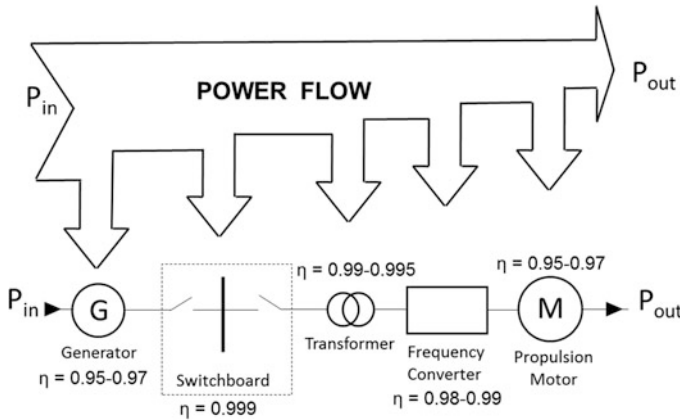 POWER FLOW
P_in
P_out
η = 0.99-0.995
η = 0.95-0.97
P_in
G
M
P_out
Generator
η = 0.95-0.97
Switchboard
η = 0.999
Transformer
Frequency
Converter
η = 0.98-0.99
Propulsion
Motor